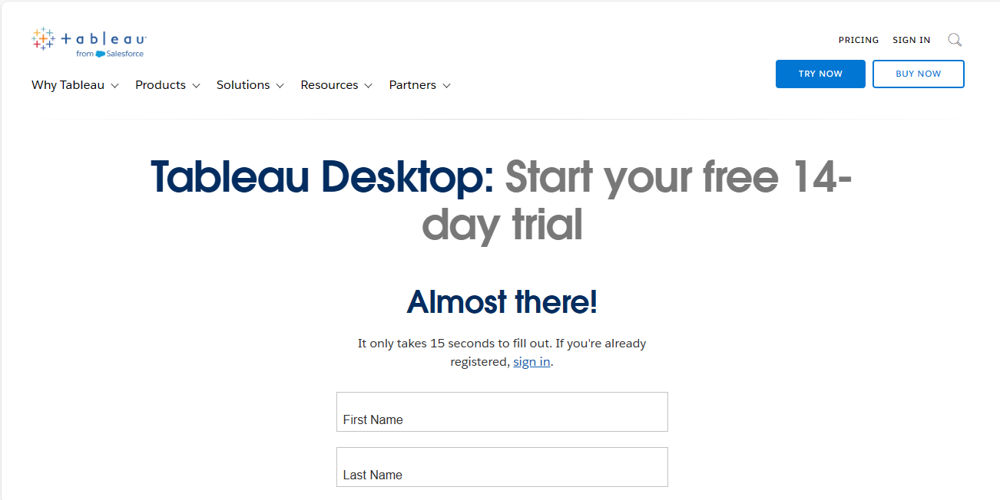 tableau
from Salesforce
PRICING SIGN IN
Why Tableau Products Solutions Resources Partners
TRY NOW BUY NOW
Tableau Desktop: Start your free 14-
day trial
Almost there!
It only takes 15 seconds to fill out. If you're already
registered, sign in.
First Name
Last Name